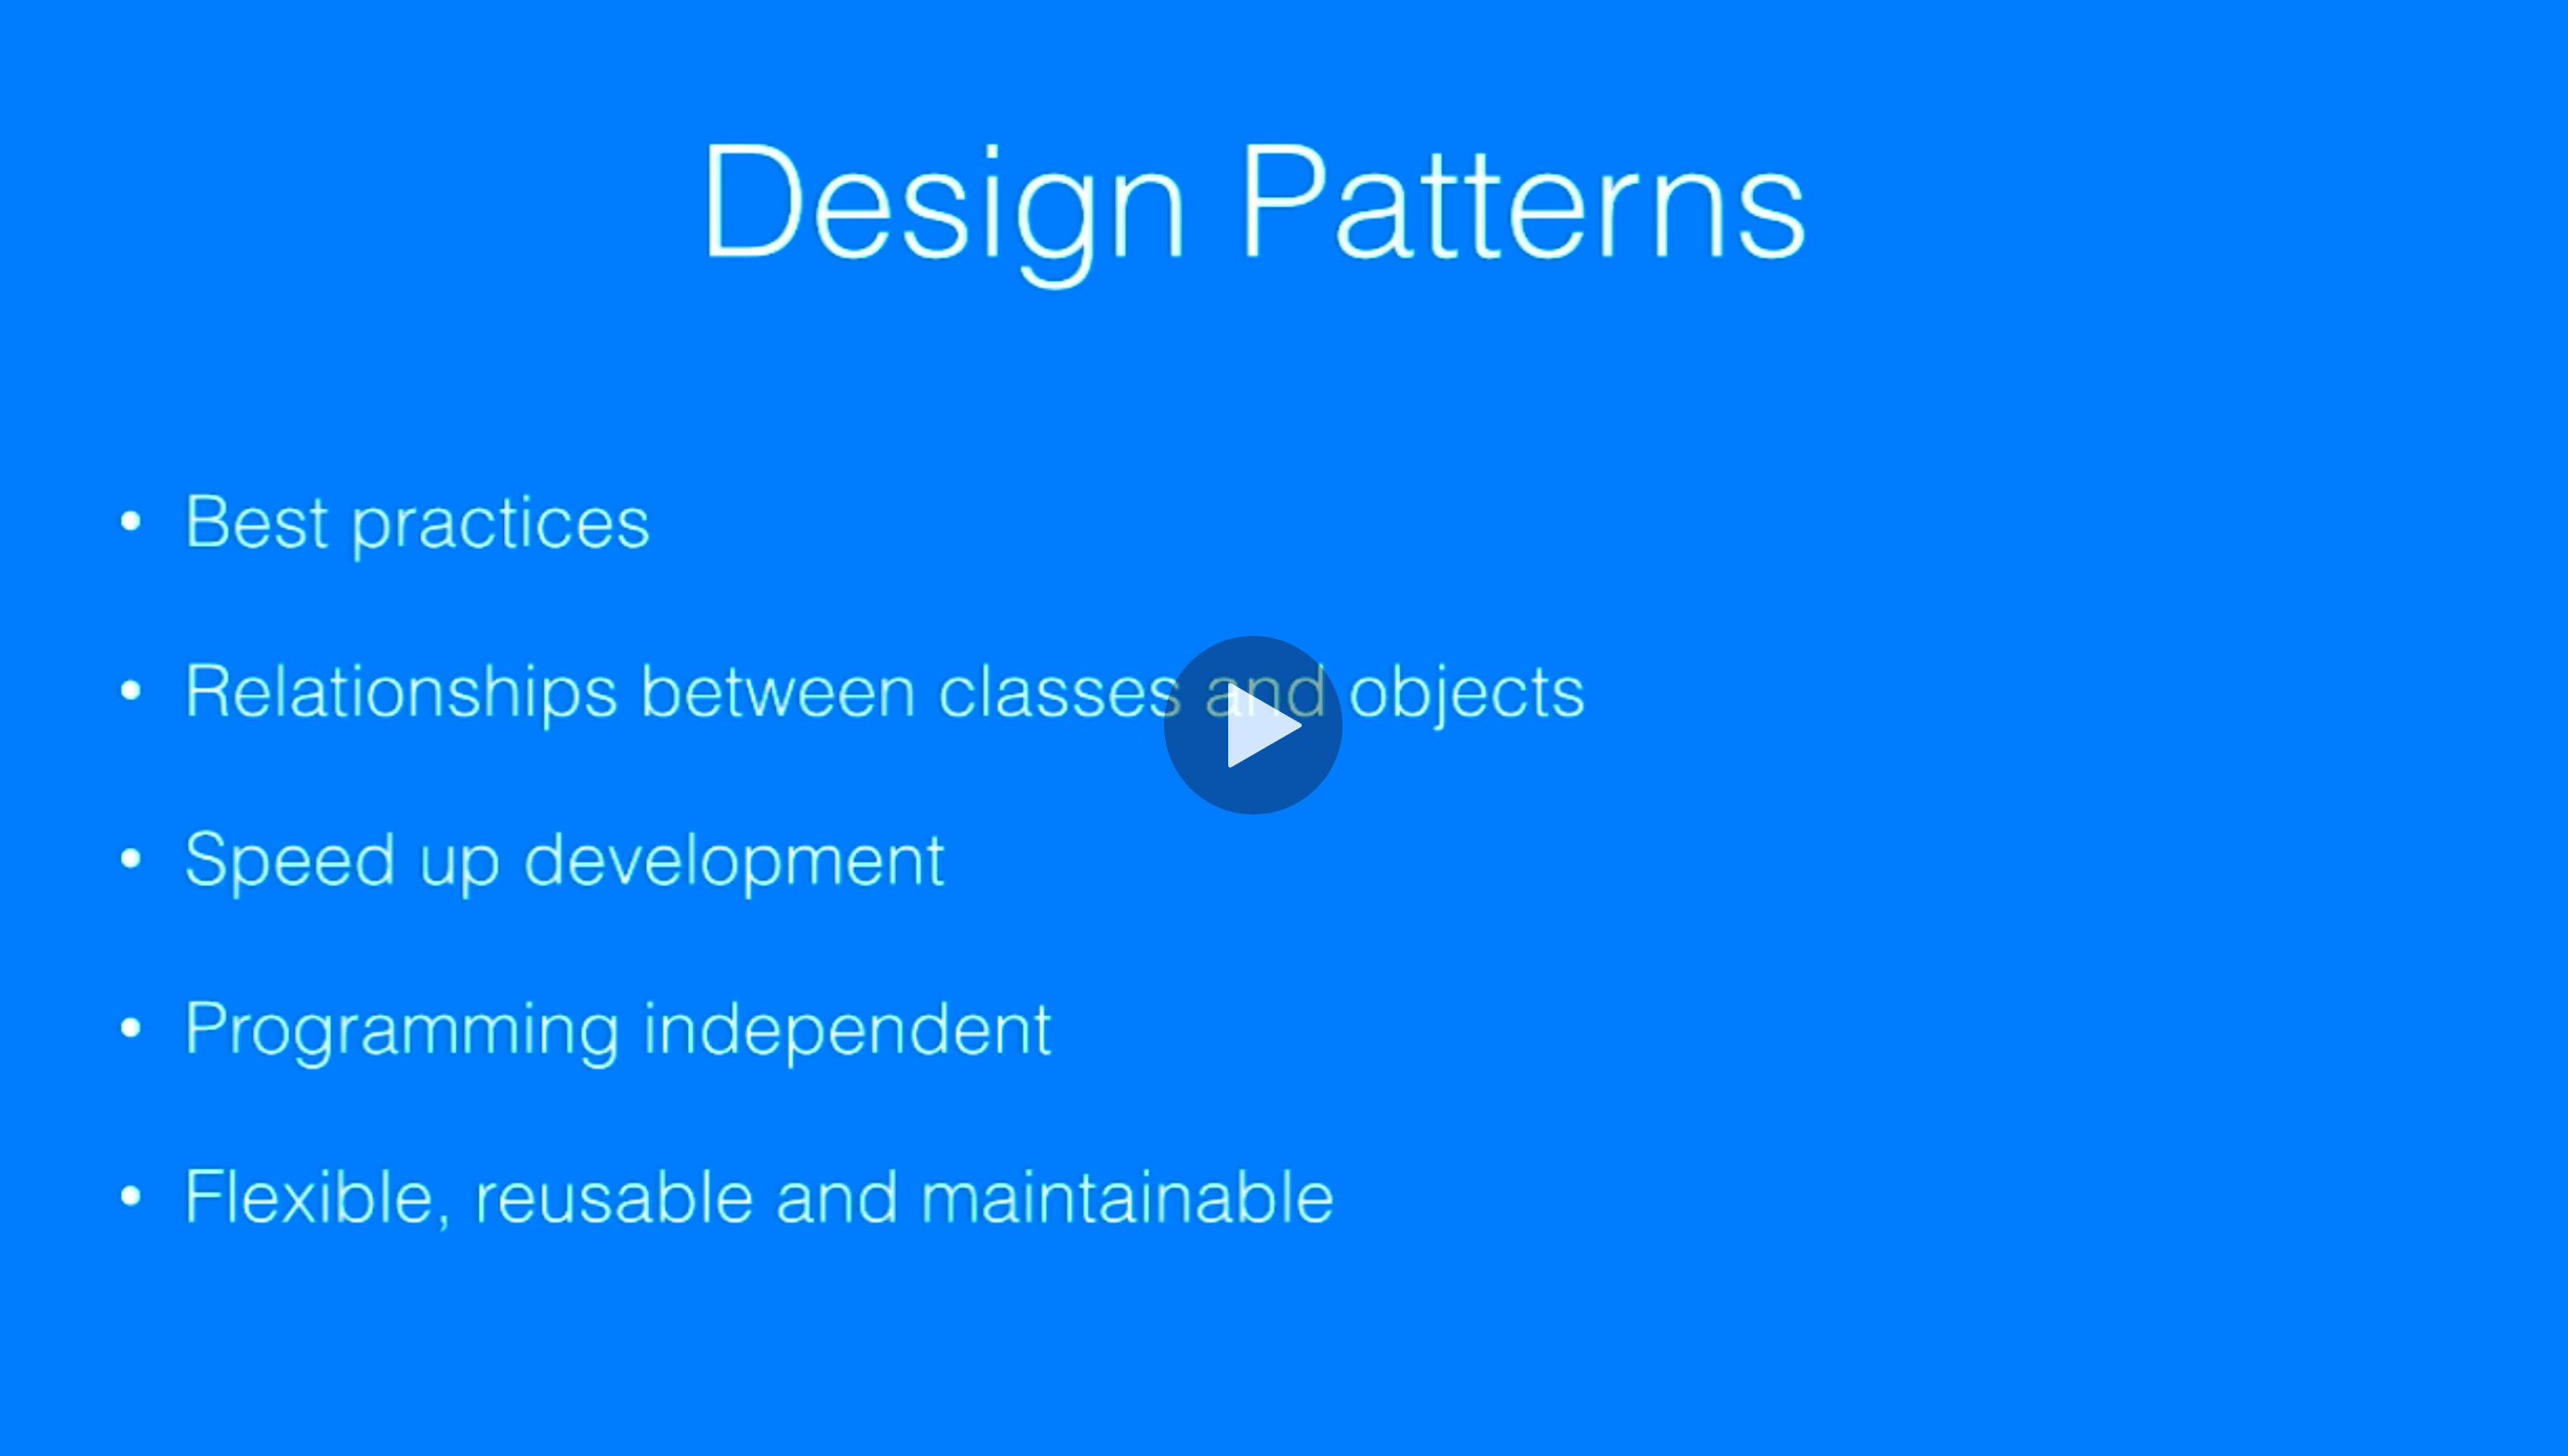 Design Patterns
• Best practices
• Relationships between classes and objects
• Speed up development
• Programming independent
• Flexible, reusable and maintainable